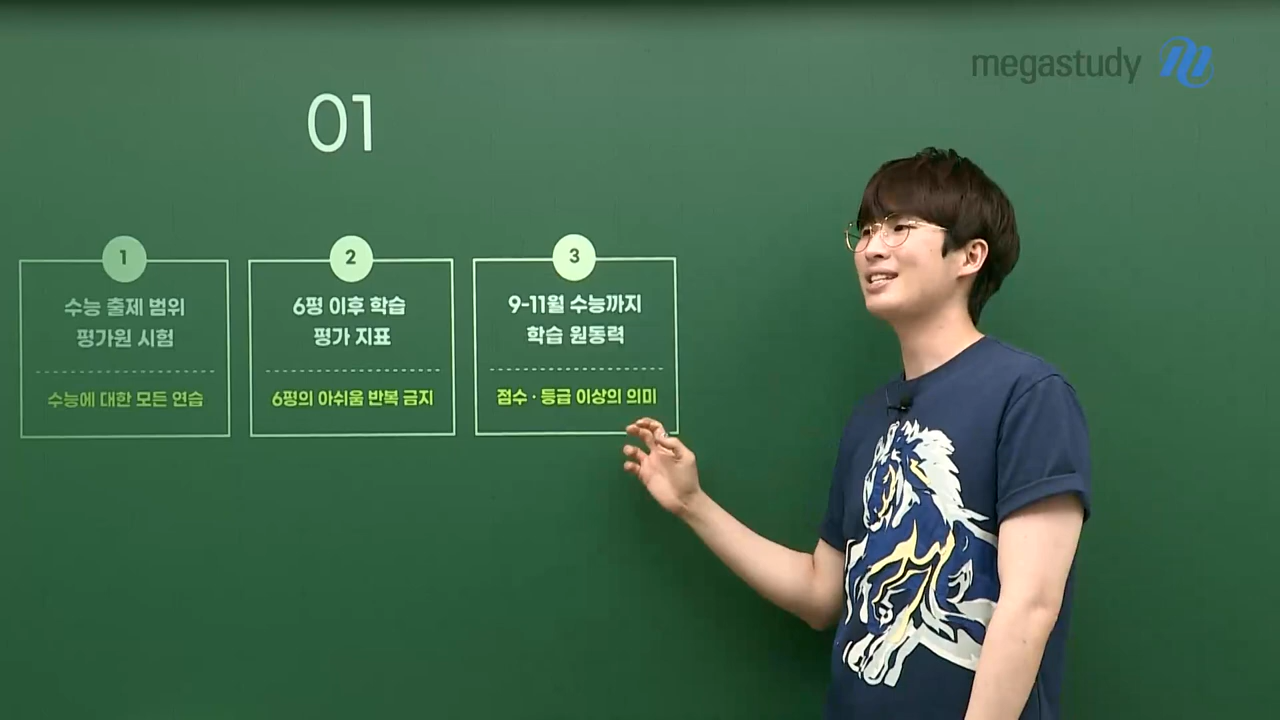 megastudy
01
1
수능 출제 범위
평가원 시험
수능에 대한 모든 연습
2
6평 이후 학습
평가 지표
6평의 아쉬움 반복 금지
3
9-11월 수능까지
학습 원동력
점수 · 등급 이상의 의미